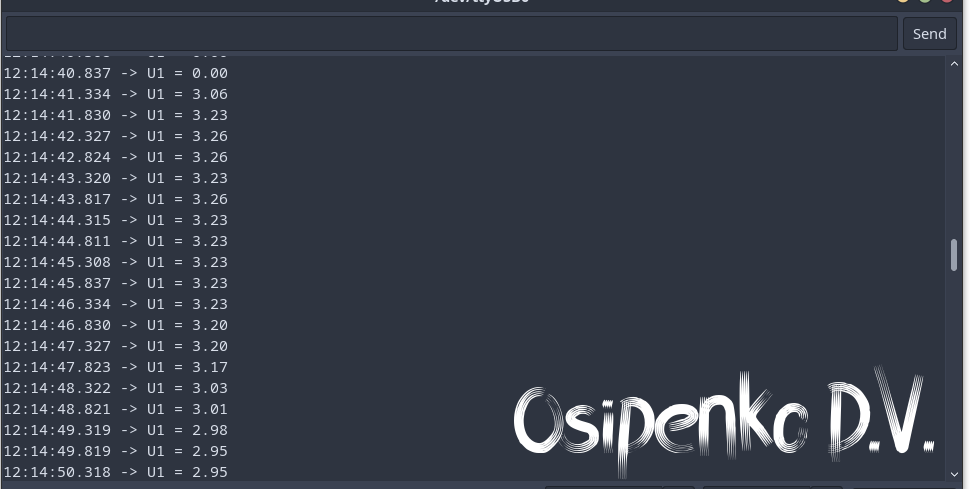 Send
12:14:40.837 -> U1 = 0.00
12:14:41.334 -> U1 = 3.06
12:14:41.830 -> U1 = 3.23
12:14:42.327 -> U1 = 3.26
12:14:42.824 -> U1 = 3.26
12:14:43.320 -> U1 = 3.23
12:14:43.817 -> U1 = 3.26
12:14:44.315 -> U1 = 3.23
12:14:44.811 -> U1 = 3.23
12:14:45.308 -> U1 = 3.23
12:14:45.837 -> U1 = 3.23
12:14:46.334 -> U1 = 3.23
12:14:46.830 -> U1 = 3.20
12:14:47.327 -> U1 = 3.20
12:14:47.823 -> U1 = 3.17
12:14:48.322 -> U1 = 3.03
12:14:48.821 -> U1 = 3.01
12:14:49.319 -> U1 = 2.98
12:14:49.819 -> U1 = 2.95
12:14:50.318 -> U1 = 2.95
Osipenko D.V.